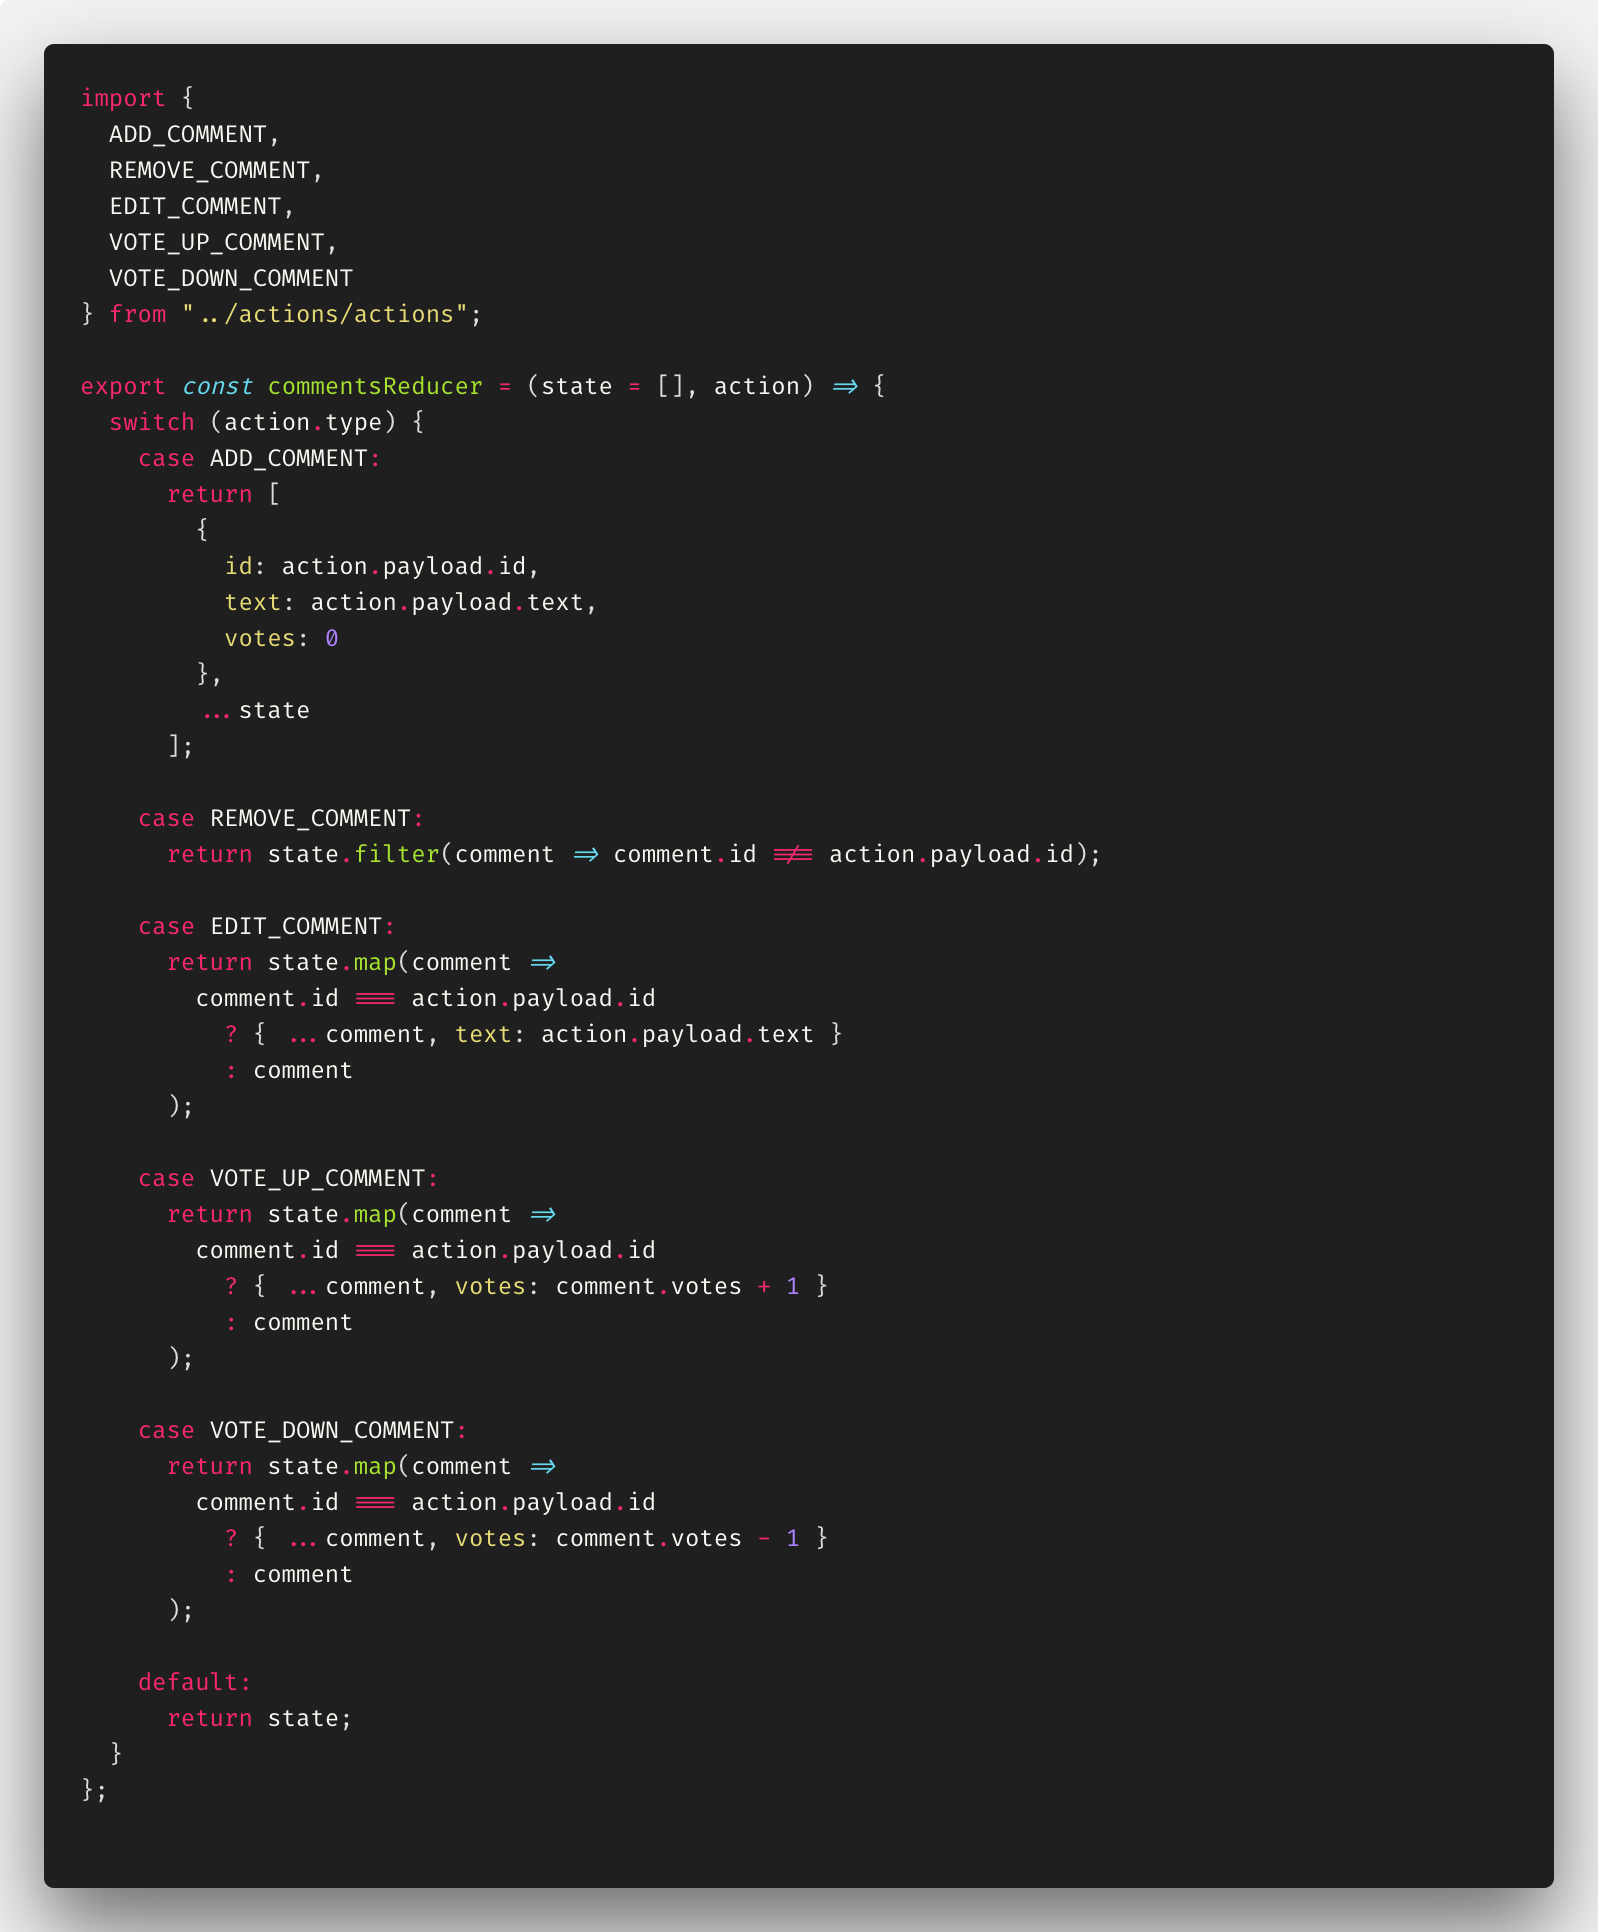 import {
  ADD_COMMENT,
  REMOVE_COMMENT,
  EDIT_COMMENT,
  VOTE_UP_COMMENT,
  VOTE_DOWN_COMMENT
} from "../actions/actions";

export const commentsReducer = (state = [], action) => {
  switch (action.type) {
    case ADD_COMMENT:
      return [
        {
          id: action.payload.id,
          text: action.payload.text,
          votes: 0
        },
        ...state
      ];

    case REMOVE_COMMENT:
      return state.filter(comment => comment.id !== action.payload.id);

    case EDIT_COMMENT:
      return state.map(comment =>
        comment.id === action.payload.id
          ? { ...comment, text: action.payload.text }
          : comment
      );

    case VOTE_UP_COMMENT:
      return state.map(comment =>
        comment.id === action.payload.id
          ? { ...comment, votes: comment.votes + 1 }
          : comment
      );

    case VOTE_DOWN_COMMENT:
      return state.map(comment =>
        comment.id === action.payload.id
          ? { ...comment, votes: comment.votes - 1 }
          : comment
      );

    default:
      return state;
  }
};